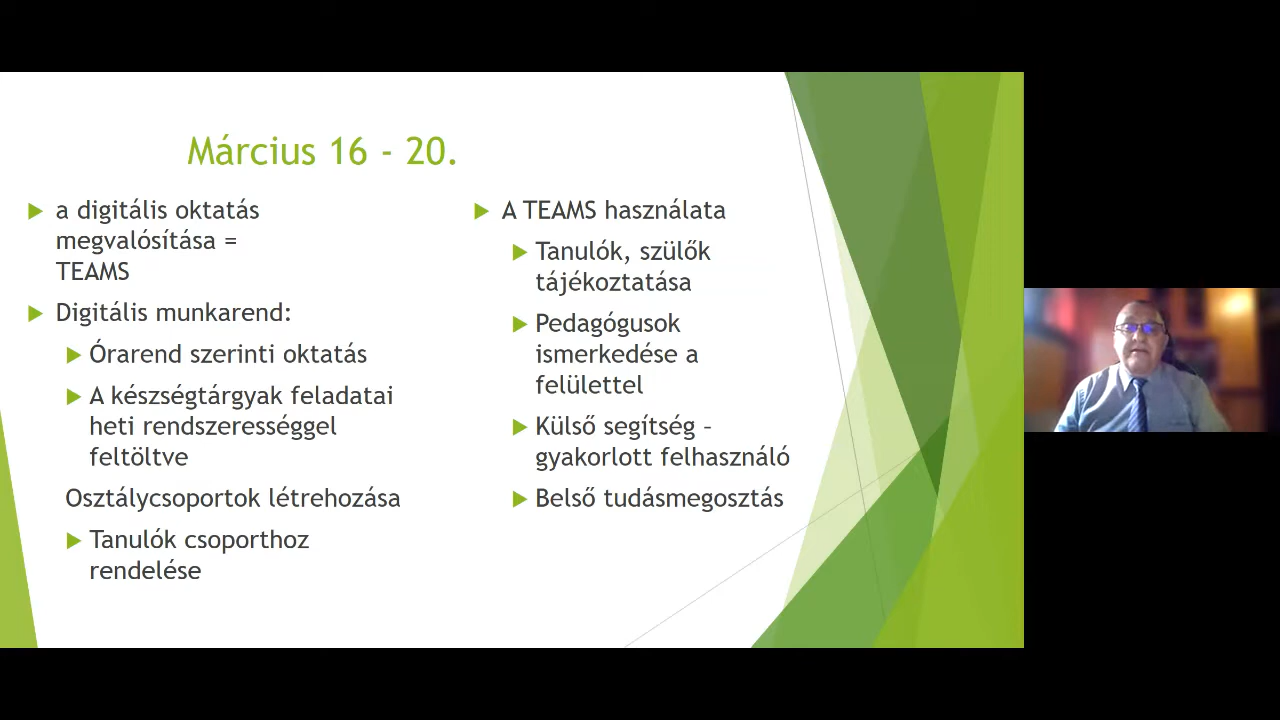 Március 16 - 20.
a digitális oktatás
megvalósítása =
TEAMS
Digitális munkarend:
Órarend szerinti oktatás
A készségtárgyak feladatai
heti rendszerességgel
feltöltve
Osztálycsoportok létrehozása
Tanulók csoporthoz
rendelése
A TEAMS használata
Tanulók, szülők
tájékoztatása
Pedagógusok
ismerkedése a
felülettel
Külső segítség –
gyakorlott felhasználó
Belső tudásmegosztás